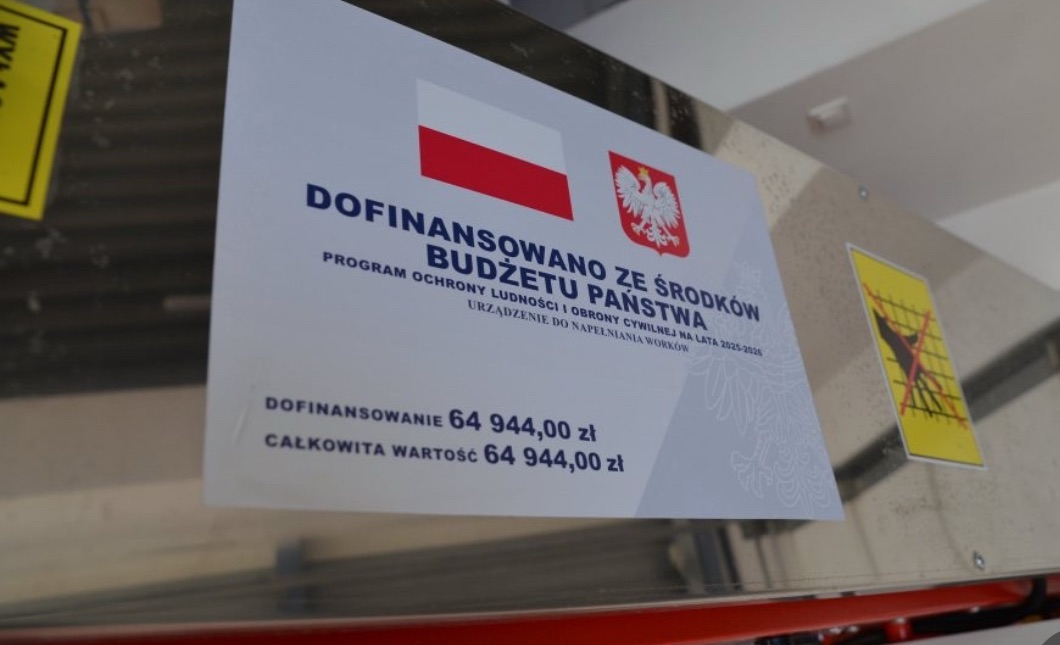 DOFINANSOWANO ZE ŚRODKÓW
BUDŻETU PAŃSTWA
PROGRAM OCHRONY LUDNOŚCI I OBRONY CYWILNEJ NA LATA 2025-2026
URZĄDZENIE DO NAPEŁNIANIA WORKÓW
DOFINANSOWANIE 64 944,00 zł
CAŁKOWITA WARTOŚĆ 64 944,00 zł